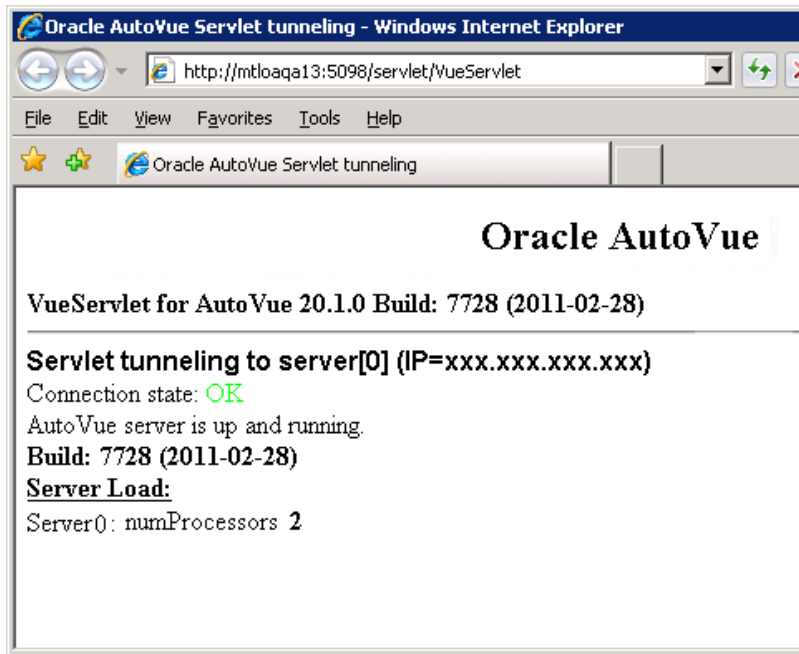 Oracle AutoVue Servlet tunneling - Windows Internet Explorer
http://mtloaqa13:5098/servlet/VueServlet
File Edit View Favorites Tools Help
Oracle AutoVue Servlet tunneling
Oracle AutoVue
VueServlet for AutoVue 20.1.0 Build: 7728 (2011-02-28)
Servlet tunneling to server[0] (IP=xxx.xxx.xxx.xxx)
Connection state: OK
AutoVue server is up and running.
Build: 7728 (2011-02-28)
Server Load:
Server0: numProcessors 2